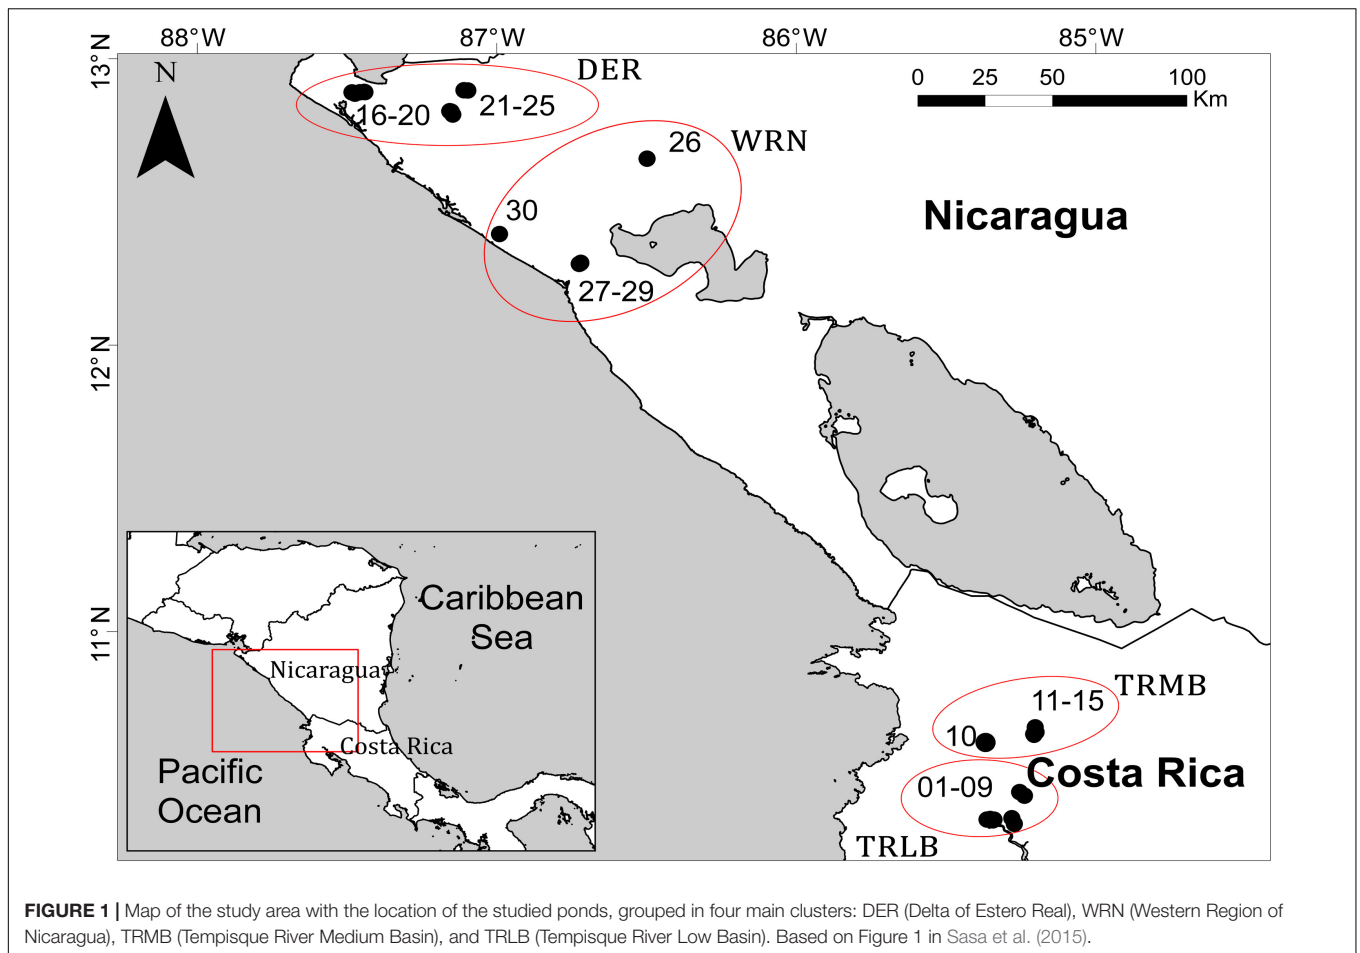 88°W 87°W 86°W 85°W
13°N
N
DER
0 25 50 100
Km
16-20 21-25
26 WRN
30
Nicaragua
27-29
12°N
11°N
Caribbean
Sea
Nicaragua
Costa Rica
Pacific
Ocean
11-15 TRMB
10
Costa Rica
01-09
TRLB
FIGURE 1 | Map of the study area with the location of the studied ponds, grouped in four main clusters: DER (Delta of Estero Real), WRN (Western Region of
Nicaragua), TRMB (Tempisque River Medium Basin), and TRLB (Tempisque River Low Basin). Based on Figure 1 in Sasa et al. (2015).